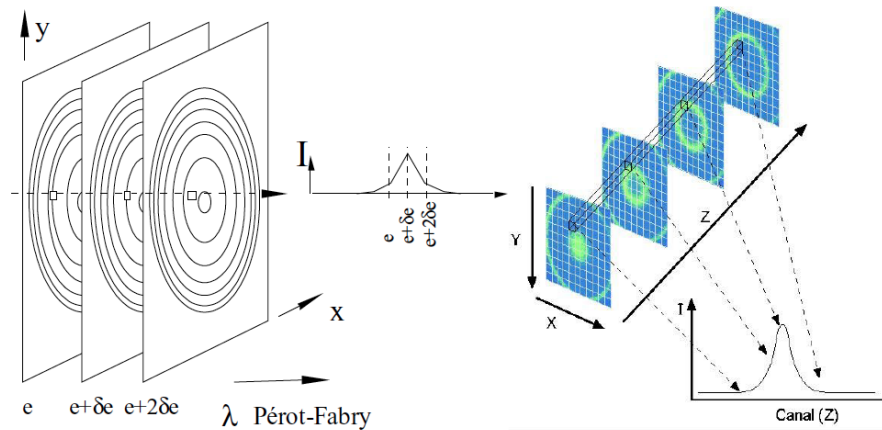 y
I
e
e+δe
e+2δe
x
e e+δe e+2δe
λ Pérot-Fabry
Y
X
Z
I
Canal (Z)